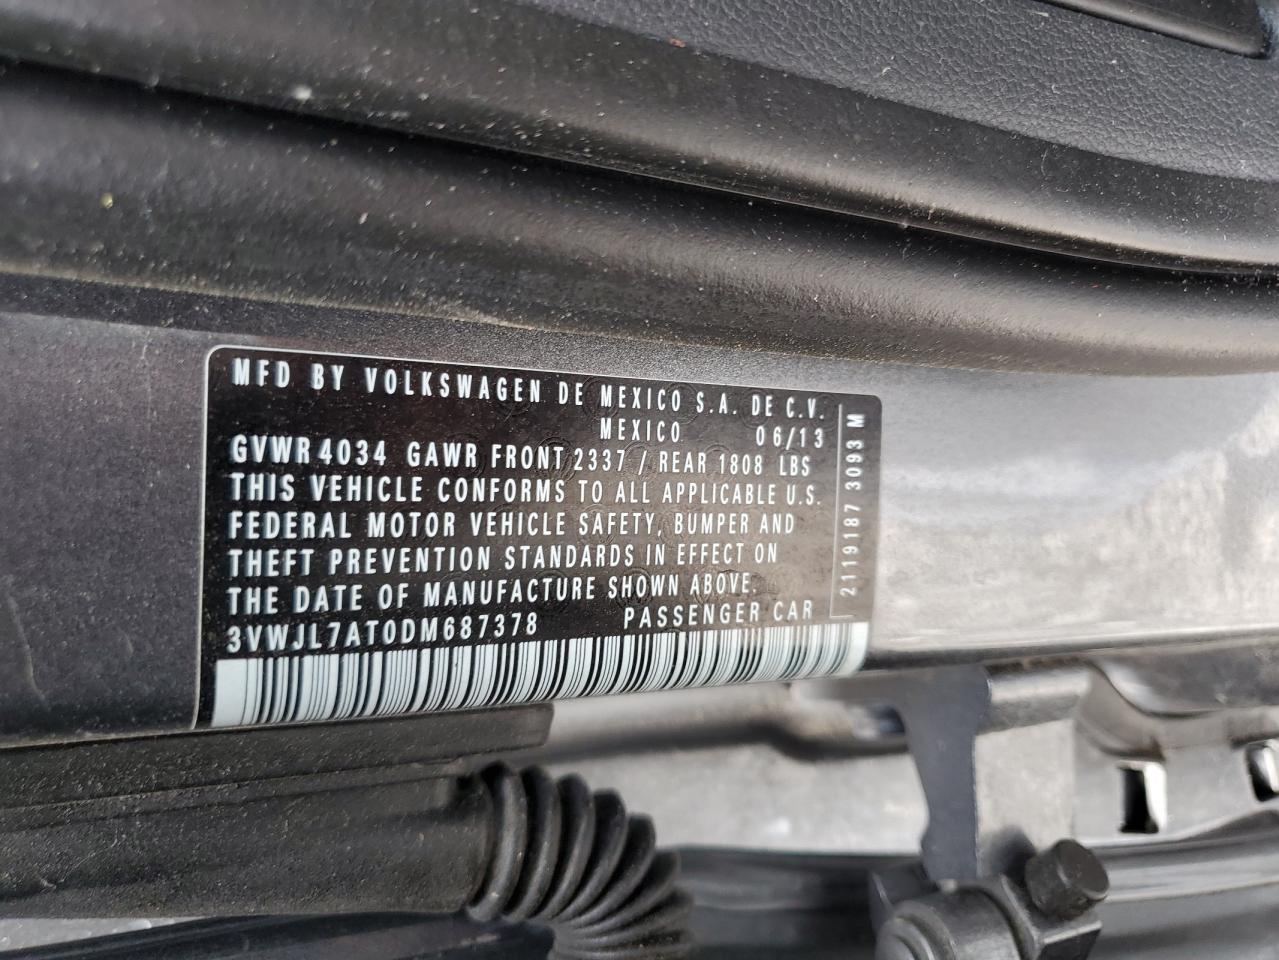 MFD BY VOLKSWAGEN DE MEXICO S.A. DE C.V.
MEXICO 06/13
GVWR 4034 GAWR FRONT 2337 / REAR 1808 LBS
THIS VEHICLE CONFORMS TO ALL APPLICABLE U.S.
FEDERAL MOTOR VEHICLE SAFETY, BUMPER AND
THEFT PREVENTION STANDARDS IN EFFECT ON
THE DATE OF MANUFACTURE SHOWN ABOVE.
3VWJL7AT0DM687378 PASSENGER CAR
2119187 3093 M